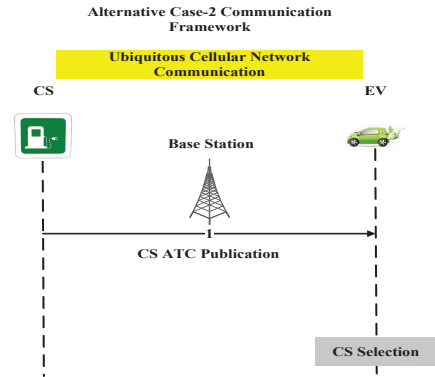 Alternative Case-2 Communication
Framework
Ubiquitous Cellular Network
Communication
CS
EV
Base Station
1
CS ATC Publication
CS Selection